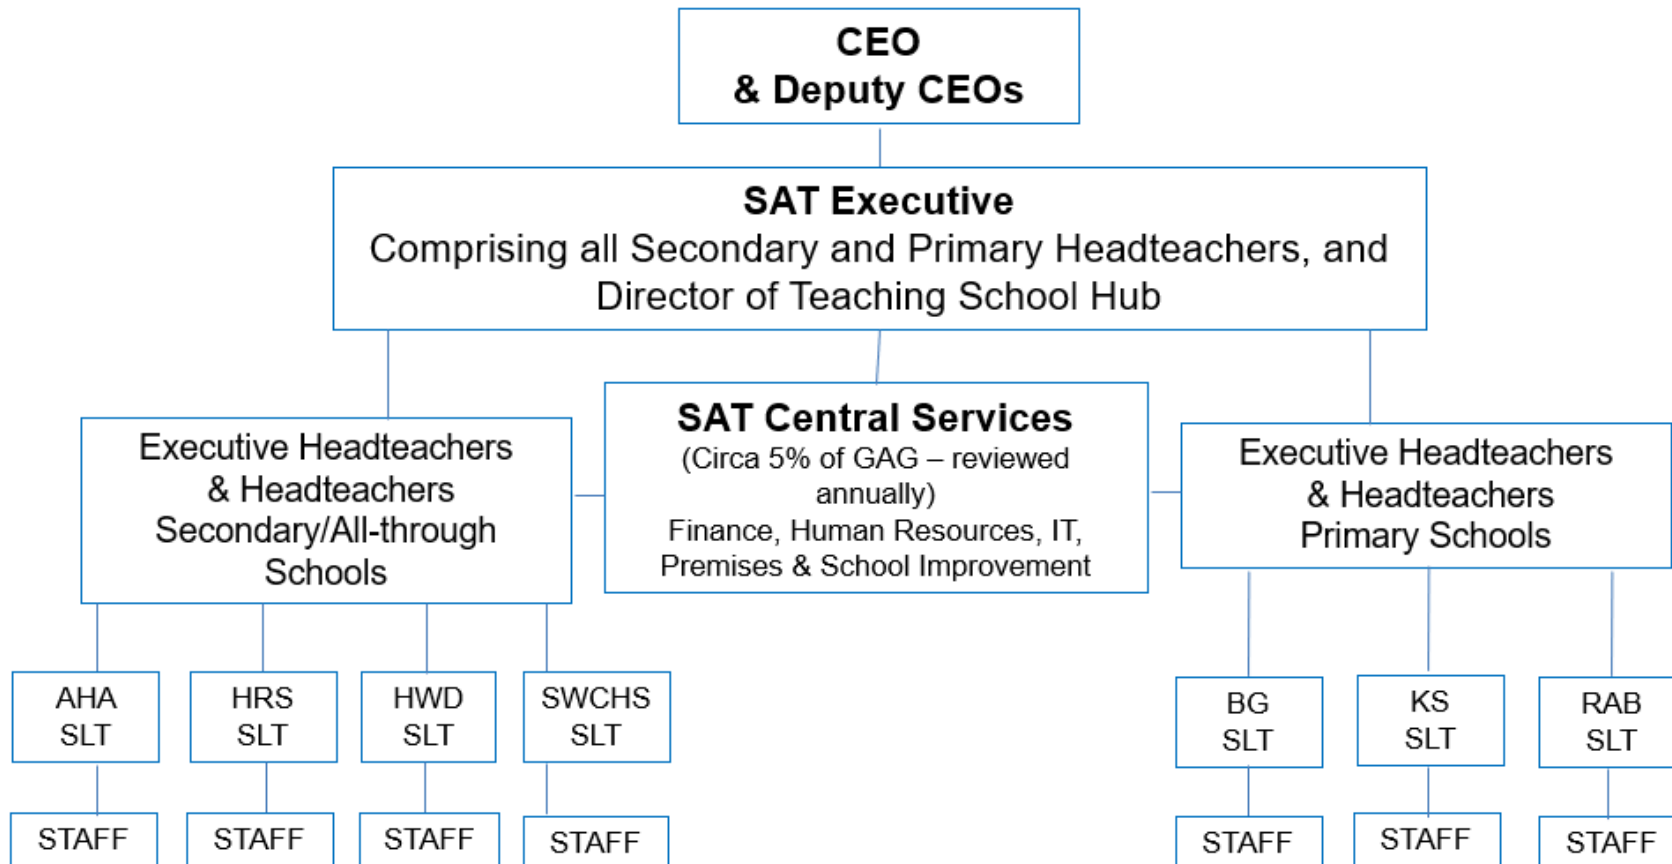 CEO
& Deputy CEOs
SAT Executive
Comprising all Secondary and Primary Headteachers, and
Director of Teaching School Hub
Executive Headteachers
& Headteachers
Secondary/All-through
Schools
SAT Central Services
(Circa 5% of GAG – reviewed
annually)
Finance, Human Resources, IT,
Premises & School Improvement
Executive Headteachers
& Headteachers
Primary Schools
AHA
SLT
HRS
SLT
HWD
SLT
SWCHS
SLT
BG
SLT
KS
SLT
RAB
SLT
STAFF
STAFF
STAFF
STAFF
STAFF
STAFF
STAFF